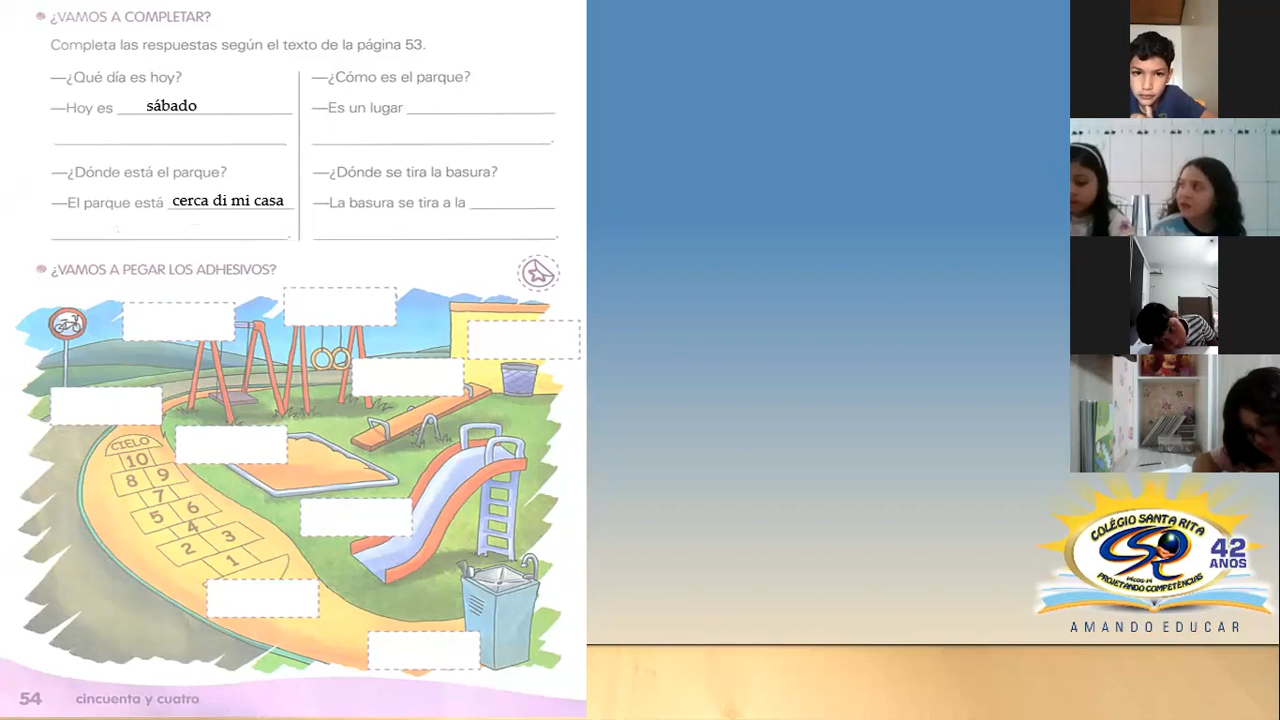 ¿VAMOS A COMPLETAR?
Completa las respuestas según el texto de la página 53.
—¿Qué día es hoy?
—Hoy es sábado
—¿Dónde está el parque?
—El parque está cerca di mi casa
—¿Cómo es el parque?
—Es un lugar
—¿Dónde se tira la basura?
—La basura se tira a la
¿VAMOS A PEGAR LOS ADHESIVOS?
CIELO
10
8 9
7
5 6
4
2 3
1
54 cincuenta y cuatro
COLÉGIO SANTA RITA
42
ANOS
PICOS-PI
PROJETANDO COMPETÊNCIAS
AMANDO EDUCAR